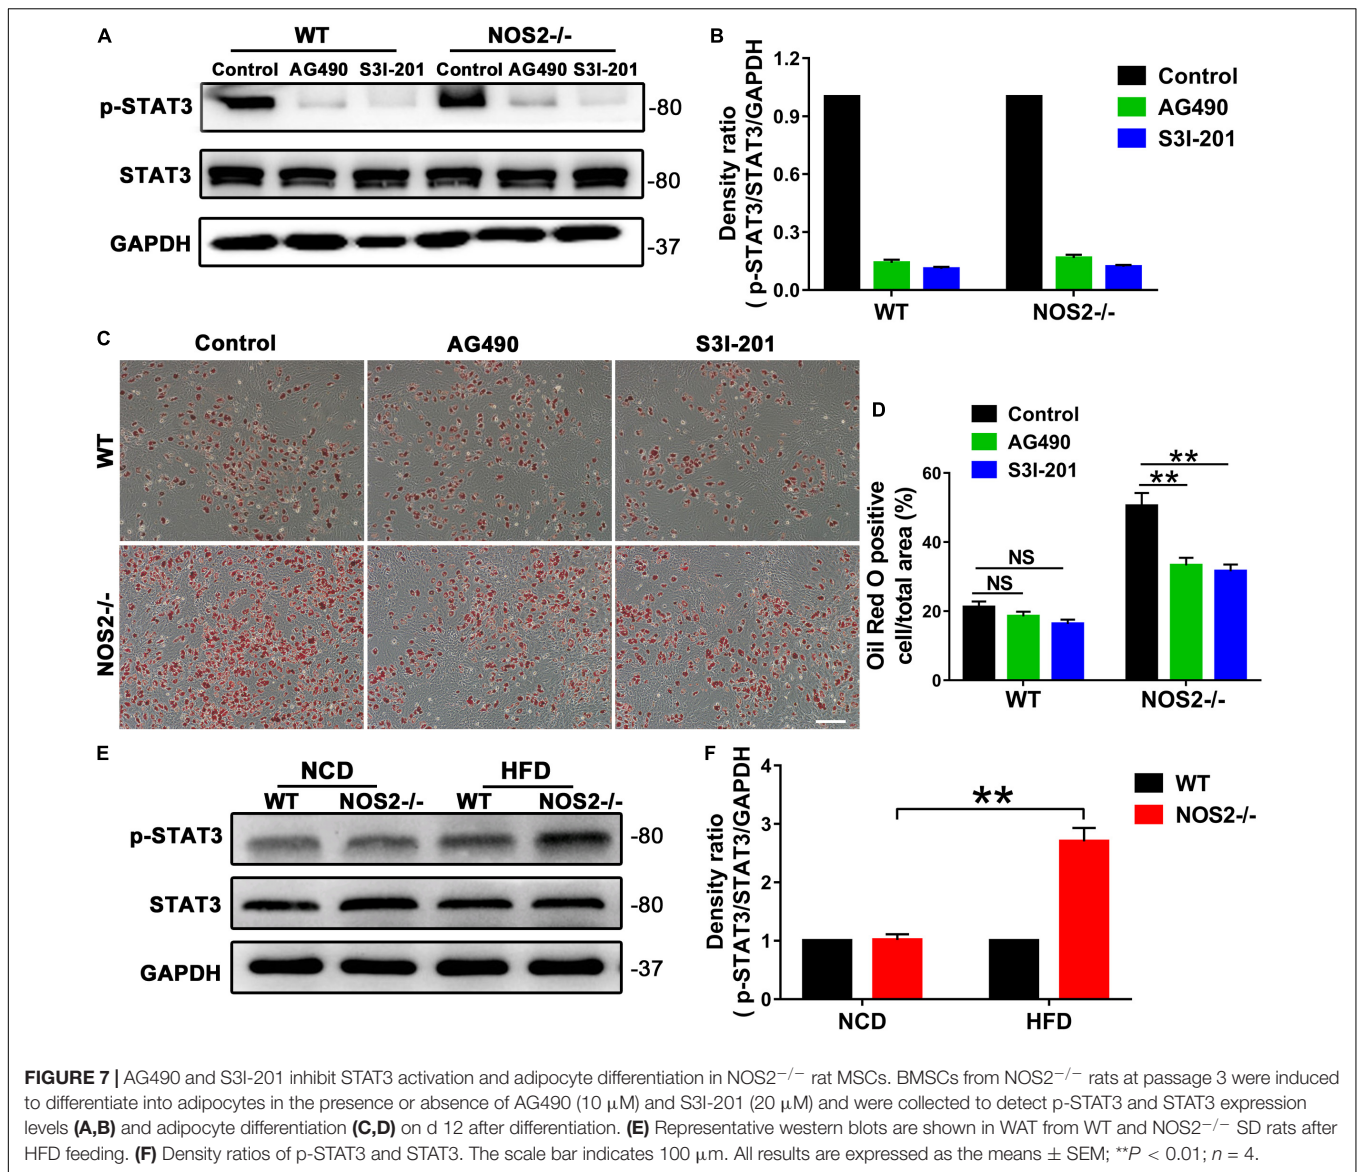 A
WT NOS2-/-
Control AG490 S3I-201 Control AG490 S3I-201
p-STAT3 -80
STAT3 -80
GAPDH -37
B
Density ratio
( p-STAT3/STAT3/GAPDH
1.2
0.9
0.6
0.3
0.0
WT NOS2-/-
Control
AG490
S3I-201
C
Control AG490 S3I-201
WT
NOS2-/-
D
Control
AG490
S3I-201
Oil Red O positive
cell/total area (%)
60
40
20
0
NS
NS
**
**
WT NOS2-/-
E
NCD HFD
WT NOS2-/- WT NOS2-/-
p-STAT3 -80
STAT3 -80
GAPDH -37
F
Density ratio
( p-STAT3/STAT3/GAPDH
4
3
2
1
0
**
NCD HFD
WT
NOS2-/-
FIGURE 7 | AG490 and S3I-201 inhibit STAT3 activation and adipocyte differentiation in NOS2−/− rat MSCs. BMSCs from NOS2−/− rats at passage 3 were induced
to differentiate into adipocytes in the presence or absence of AG490 (10 μM) and S3I-201 (20 μM) and were collected to detect p-STAT3 and STAT3 expression
levels (A,B) and adipocyte differentiation (C,D) on d 12 after differentiation. (E) Representative western blots are shown in WAT from WT and NOS2−/− SD rats after
HFD feeding. (F) Density ratios of p-STAT3 and STAT3. The scale bar indicates 100 μm. All results are expressed as the means ± SEM; **P < 0.01; n = 4.